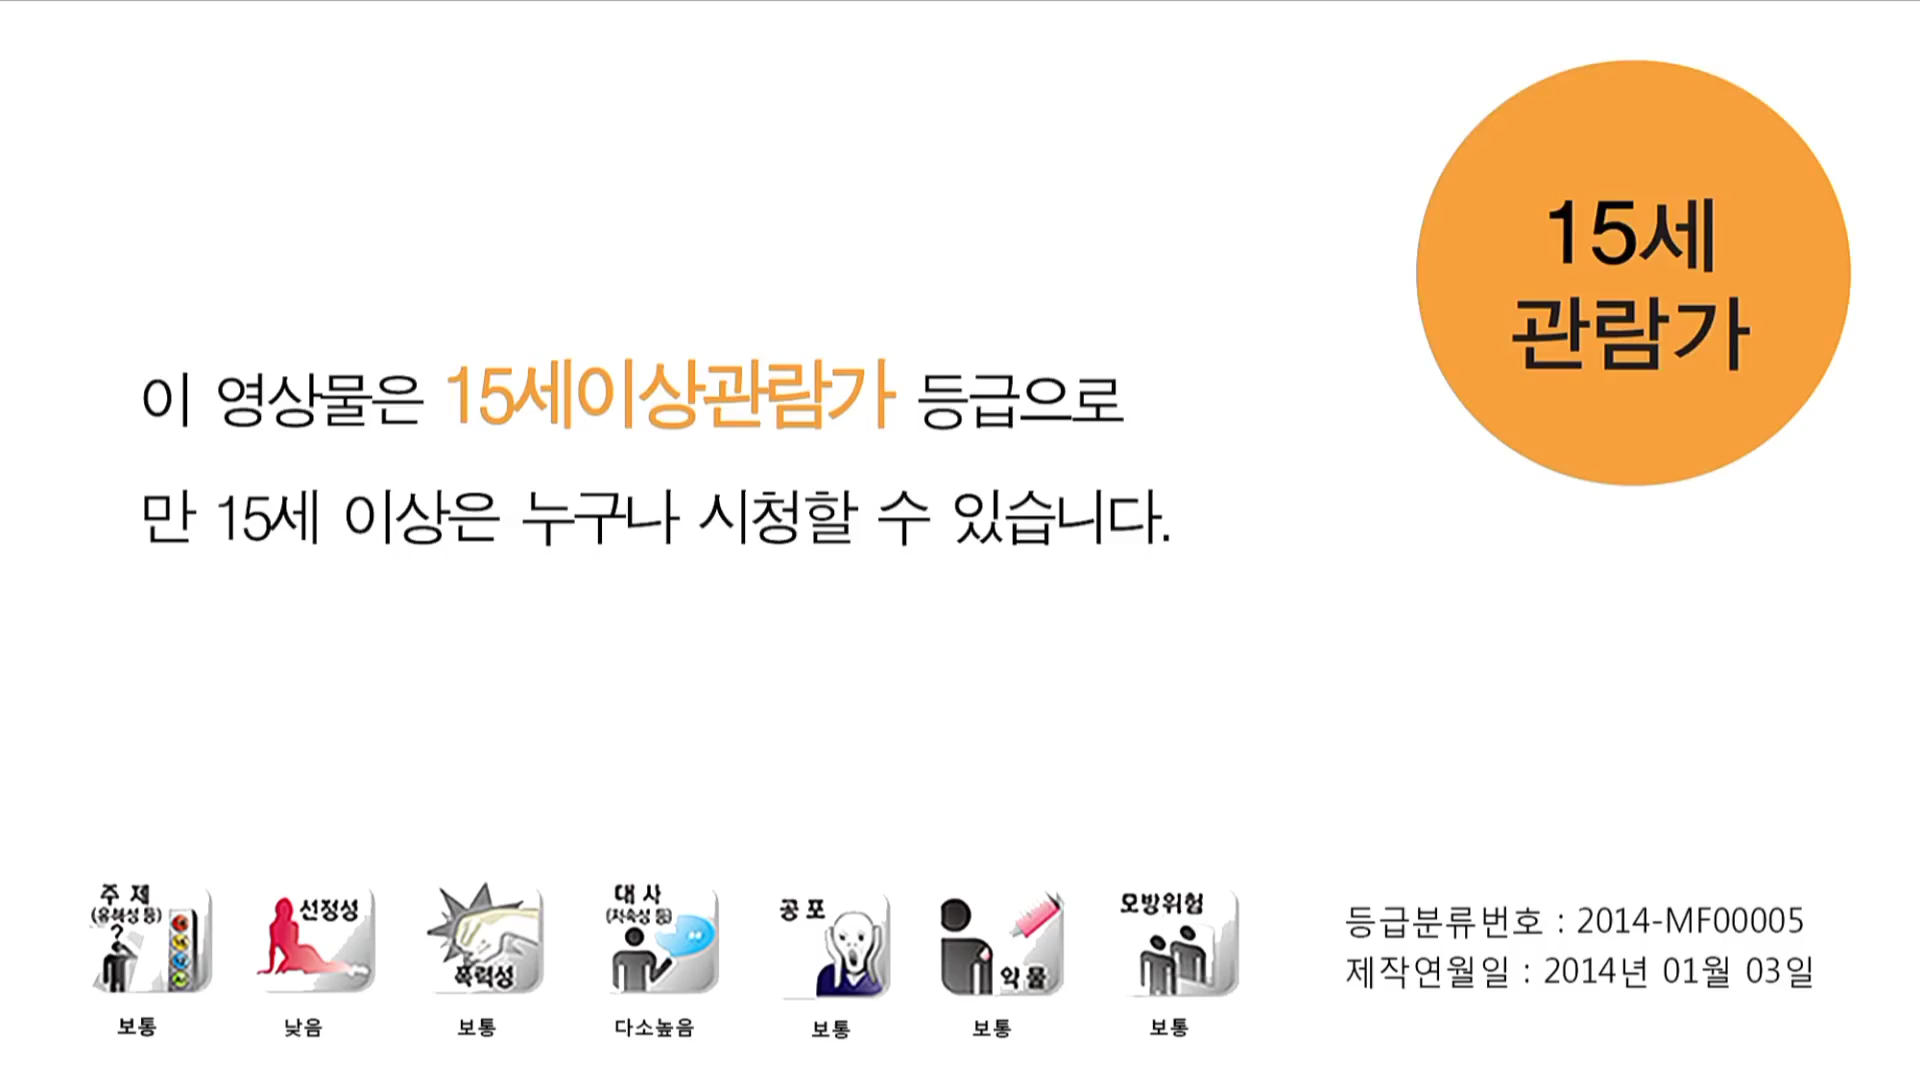 15세
관람가
이 영상물은 15세이상관람가 등급으로
만 15세 이상은 누구나 시청할 수 있습니다.
주 제
(유해성 등)
보통
선정성
낮음
폭력성
보통
대 사
(저속성 등)
다소높음
공 포
보통
약 물
보통
모방위험
보통
등급분류번호 : 2014-MF00005
제작연월일 : 2014년 01월 03일